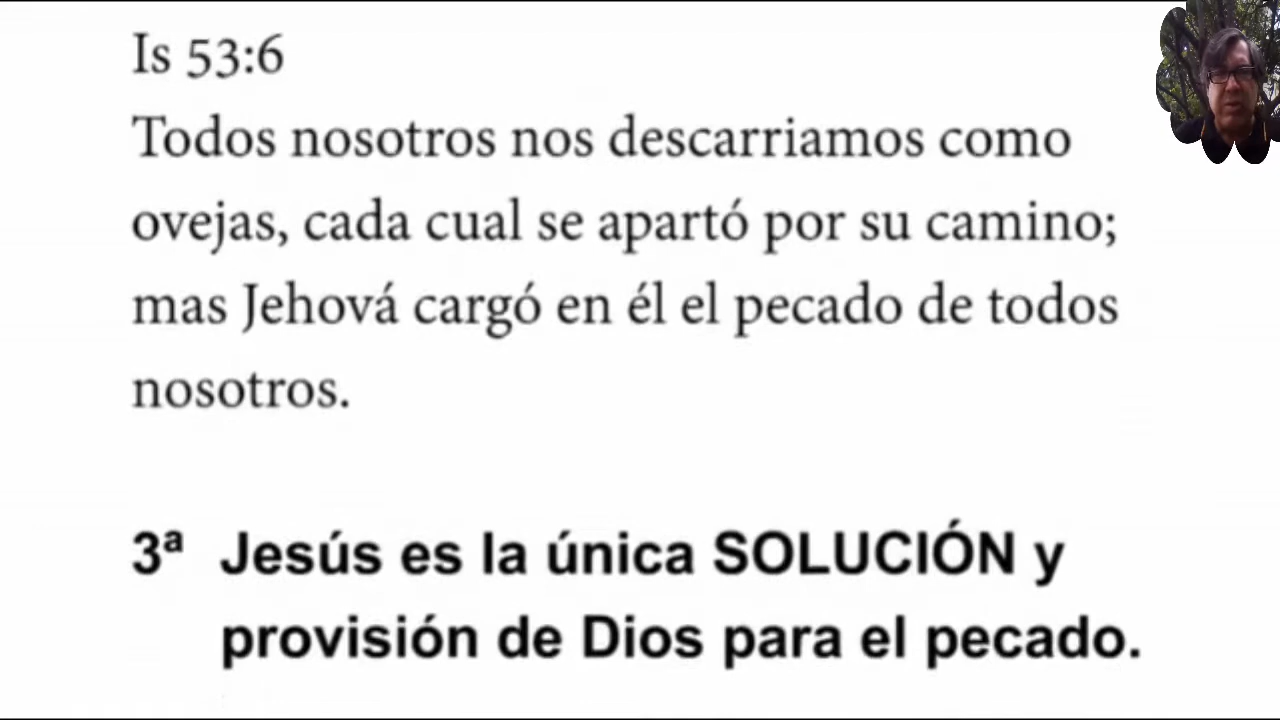 Is 53:6
Todos nosotros nos descarriamos como
ovejas, cada cual se apartó por su camino;
mas Jehová cargó en él el pecado de todos
nosotros.
3ª Jesús es la única SOLUCIÓN y
provisión de Dios para el pecado.